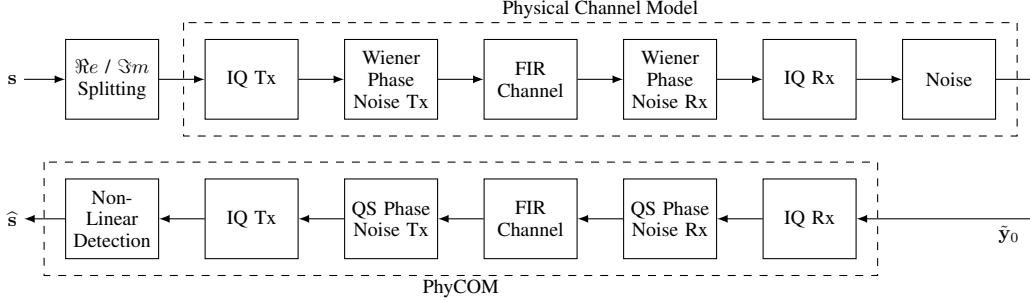 Physical Channel Model
s
ℜe / ℑm
Splitting
IQ Tx
Wiener
Phase
Noise Tx
FIR
Channel
Wiener
Phase
Noise Rx
IQ Rx
Noise
ŝ
Non-
Linear
Detection
IQ Tx
QS Phase
Noise Tx
FIR
Channel
QS Phase
Noise Rx
IQ Rx
ỹ₀
PhyCOM